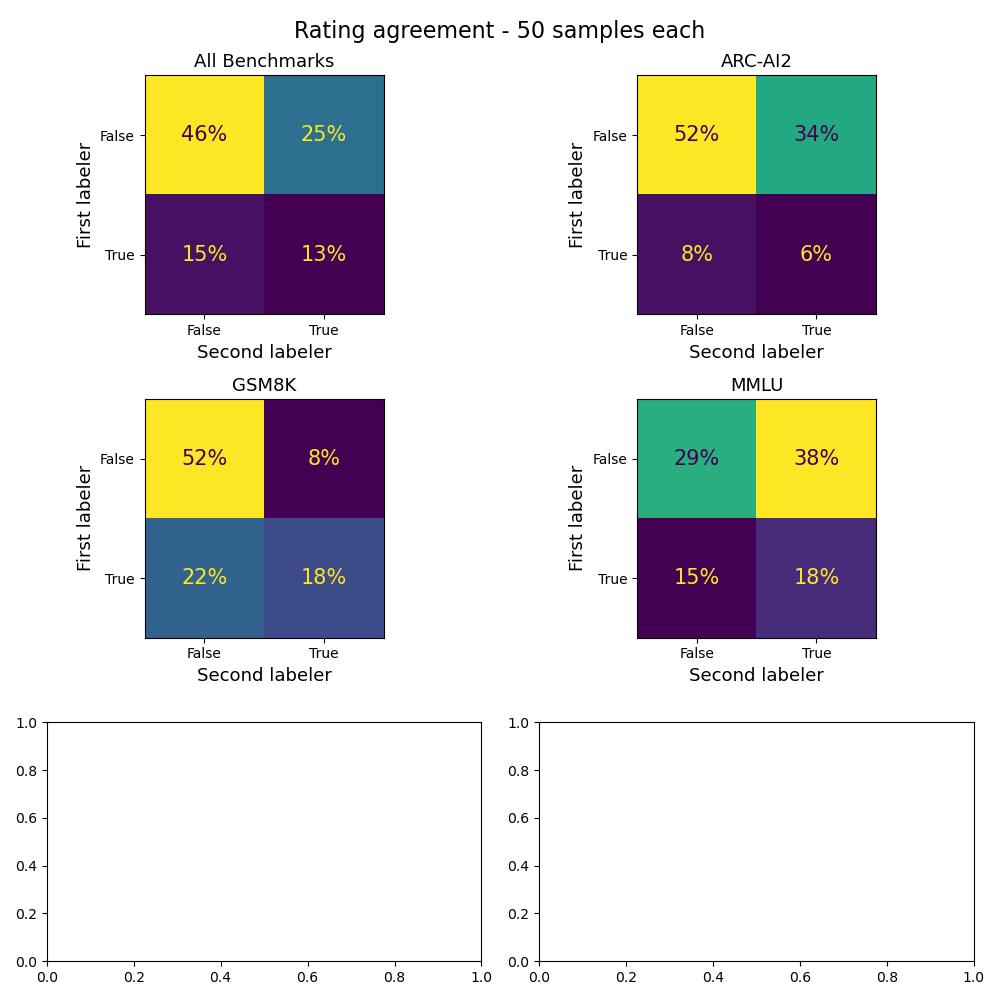 Rating agreement - 50 samples each
All Benchmarks
False
46%
25%
True
15%
13%
First labeler
False
True
Second labeler
ARC-AI2
False
52%
34%
True
8%
6%
First labeler
False
True
Second labeler
GSM8K
False
52%
8%
True
22%
18%
First labeler
False
True
Second labeler
MMLU
False
29%
38%
True
15%
18%
First labeler
False
True
Second labeler
1.0
0.8
0.6
0.4
0.2
0.0
0.0 0.2 0.4 0.6 0.8 1.0
1.0
0.8
0.6
0.4
0.2
0.0
0.0 0.2 0.4 0.6 0.8 1.0